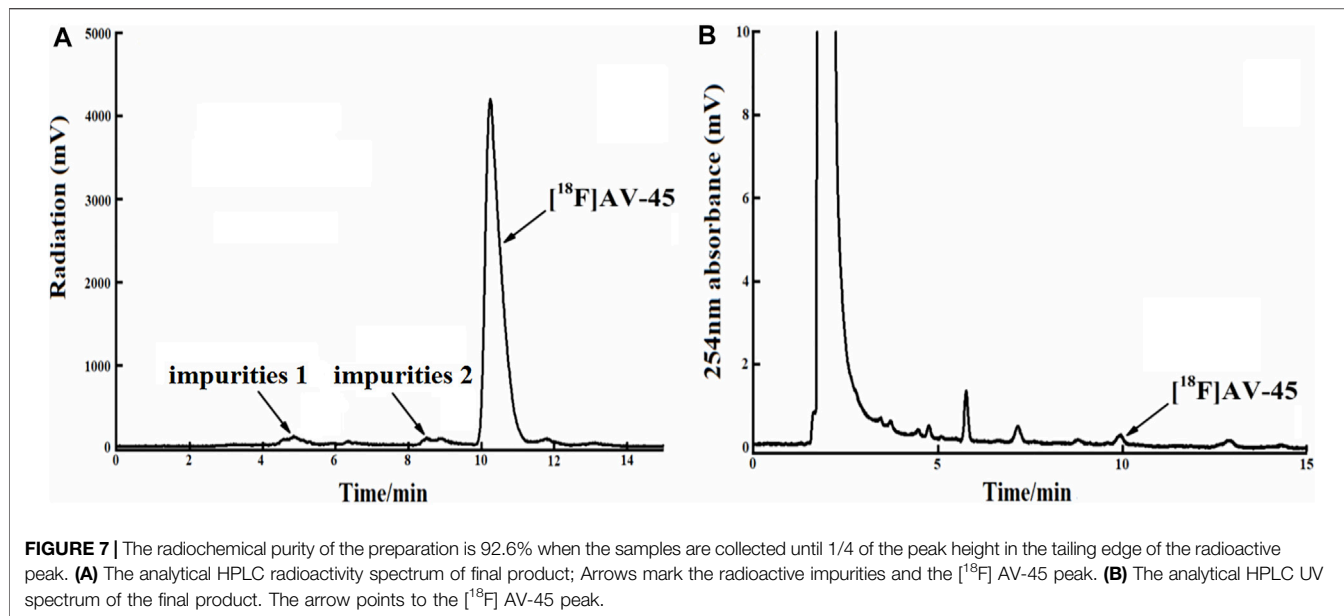 A
5000
4000
3000
2000
1000
0
Radiation (mV)
[¹⁸F]AV-45
impurities 1
impurities 2
0 2 4 6 8 10 12 14
Time/min
B
10
8
6
4
2
0
254nm absorbance (mV)
[¹⁸F]AV-45
0 5 10 15
Time/min
FIGURE 7 | The radiochemical purity of the preparation is 92.6% when the samples are collected until 1/4 of the peak height in the tailing edge of the radioactive
peak. (A) The analytical HPLC radioactivity spectrum of final product; Arrows mark the radioactive impurities and the [¹⁸F] AV-45 peak. (B) The analytical HPLC UV
spectrum of the final product. The arrow points to the [¹⁸F] AV-45 peak.